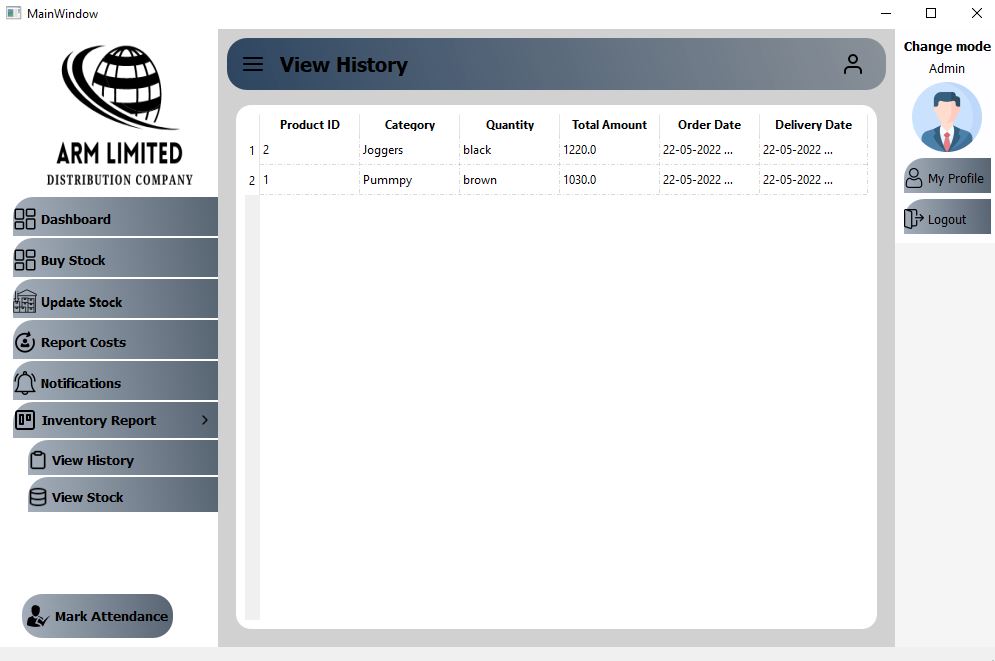 MainWindow
ARM LIMITED
DISTRIBUTION COMPANY
Dashboard
Buy Stock
Update Stock
Report Costs
Notifications
Inventory Report
View History
View Stock
Mark Attendance
View History
Product ID Category Quantity Total Amount Order Date Delivery Date
1 2 Joggers black 1220.0 22-05-2022 ... 22-05-2022 ...
2 1 Pummpy brown 1030.0 22-05-2022 ... 22-05-2022 ...
Change mode
Admin
My Profile
Logout